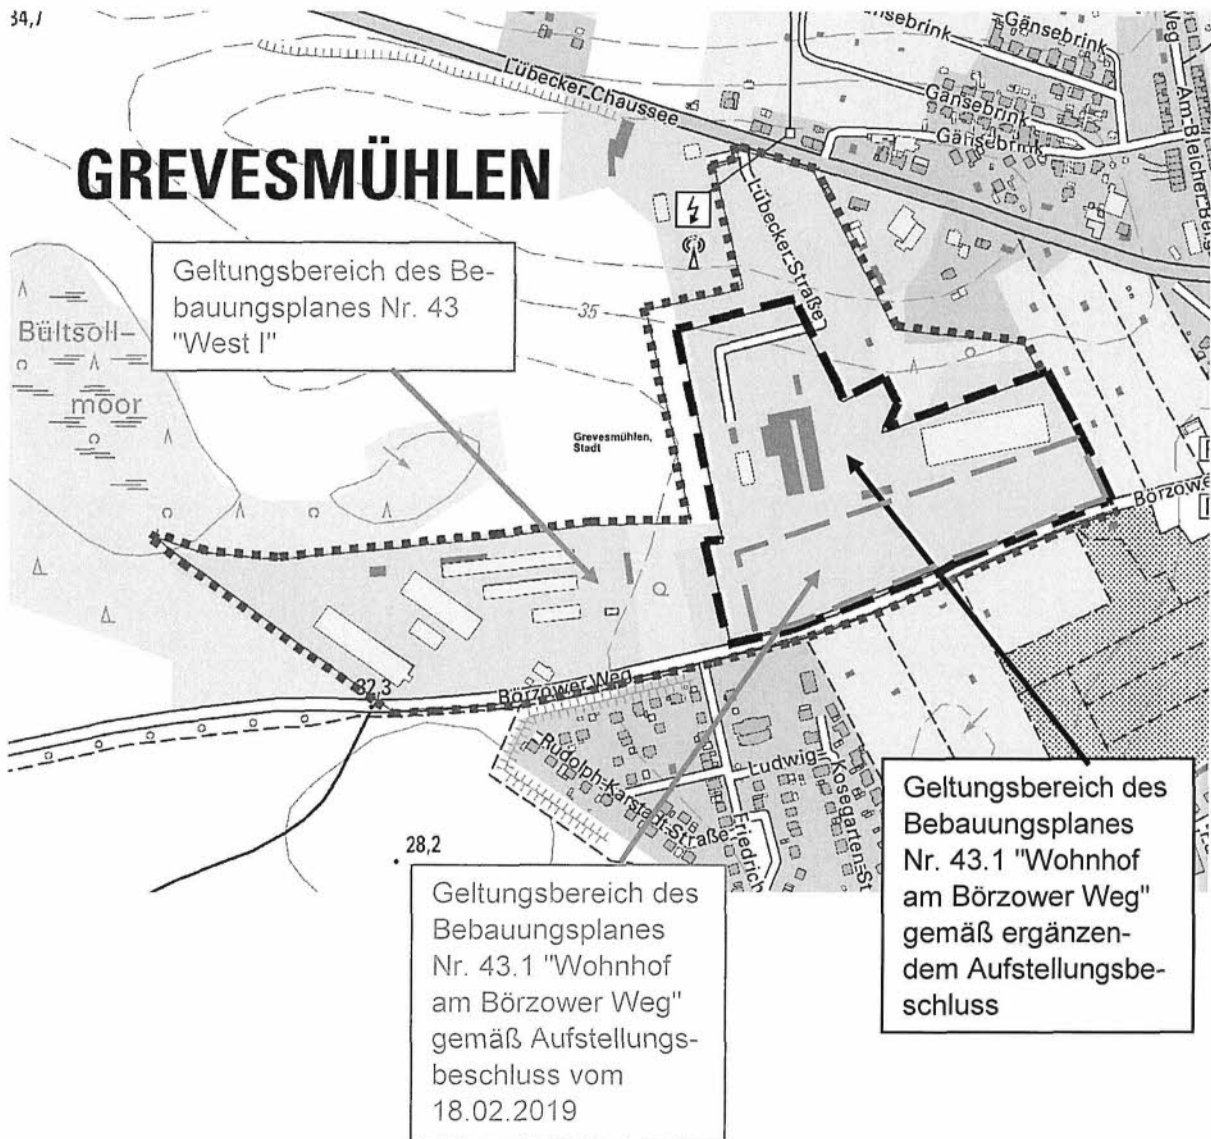 34,7
Lübecker Chaussee
Gänsebrink
Gänsebrink
Gänsebrink
Gänsebrink
Weg
Am-Bleicher-Berg
GREVESMÜHLEN
Lübecker-Straße
Geltungsbereich des Be-
bauungsplanes Nr. 43
"West I"
35
Bültsoll-
moor
Grevesmühlen,
Stadt
Börzowe
32,3
Börzower Weg
Rudolph-Karstadt-Straße
Ludwig-
Kosegarten-St
Friedrich
28,2
Geltungsbereich des
Bebauungsplanes
Nr. 43.1 "Wohnhof
am Börzower Weg"
gemäß ergänzen-
dem Aufstellungsbe-
schluss
Geltungsbereich des
Bebauungsplanes
Nr. 43.1 "Wohnhof
am Börzower Weg"
gemäß Aufstellungs-
beschluss vom
18.02.2019